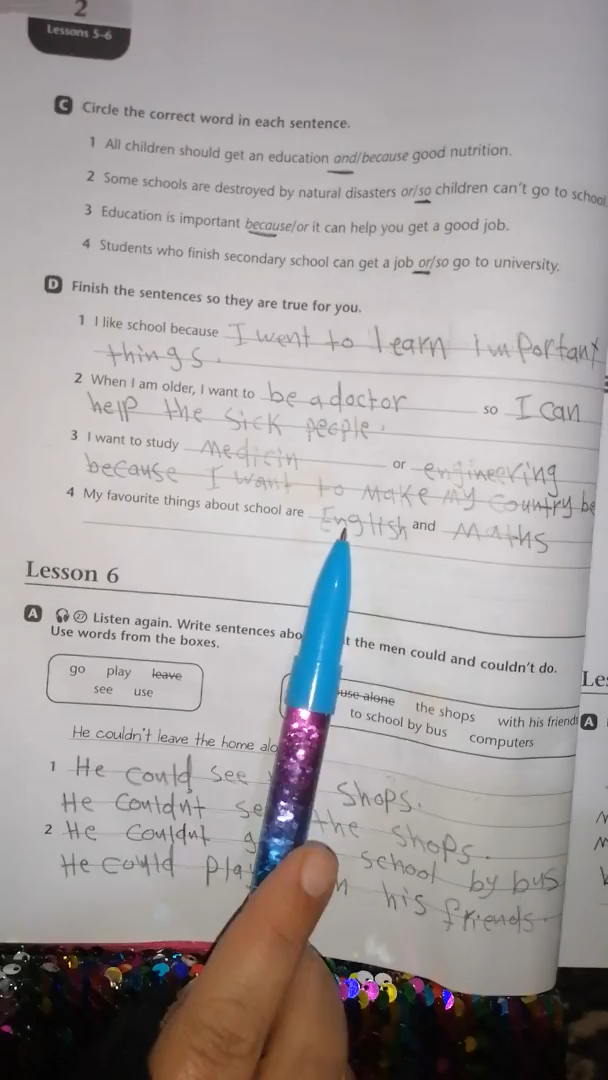 2
Lessons 5-6
C Circle the correct word in each sentence.
1 All children should get an education and/because good nutrition.
2 Some schools are destroyed by natural disasters or/so children can't go to school.
3 Education is important because/or it can help you get a good job.
4 Students who finish secondary school can get a job or/so go to university.
D Finish the sentences so they are true for you.
1 I like school because I went to learn Important
things.
2 When I am older, I want to be a doctor so I can
help the sick people.
3 I want to study Medicin or engineering
because I want to Make My country be
4 My favourite things about school are English and Maths
Lesson 6
A 27 Listen again. Write sentences abo t the men could and couldn't do.
Use words from the boxes.
go play leave
see use
use alone the shops with his friends
to school by bus computers
He couldn't leave the home alo
1 He could see Shops.
He couldnt se the shops.
2 He couldnt g school by bus
He could play his friends.
Les
A